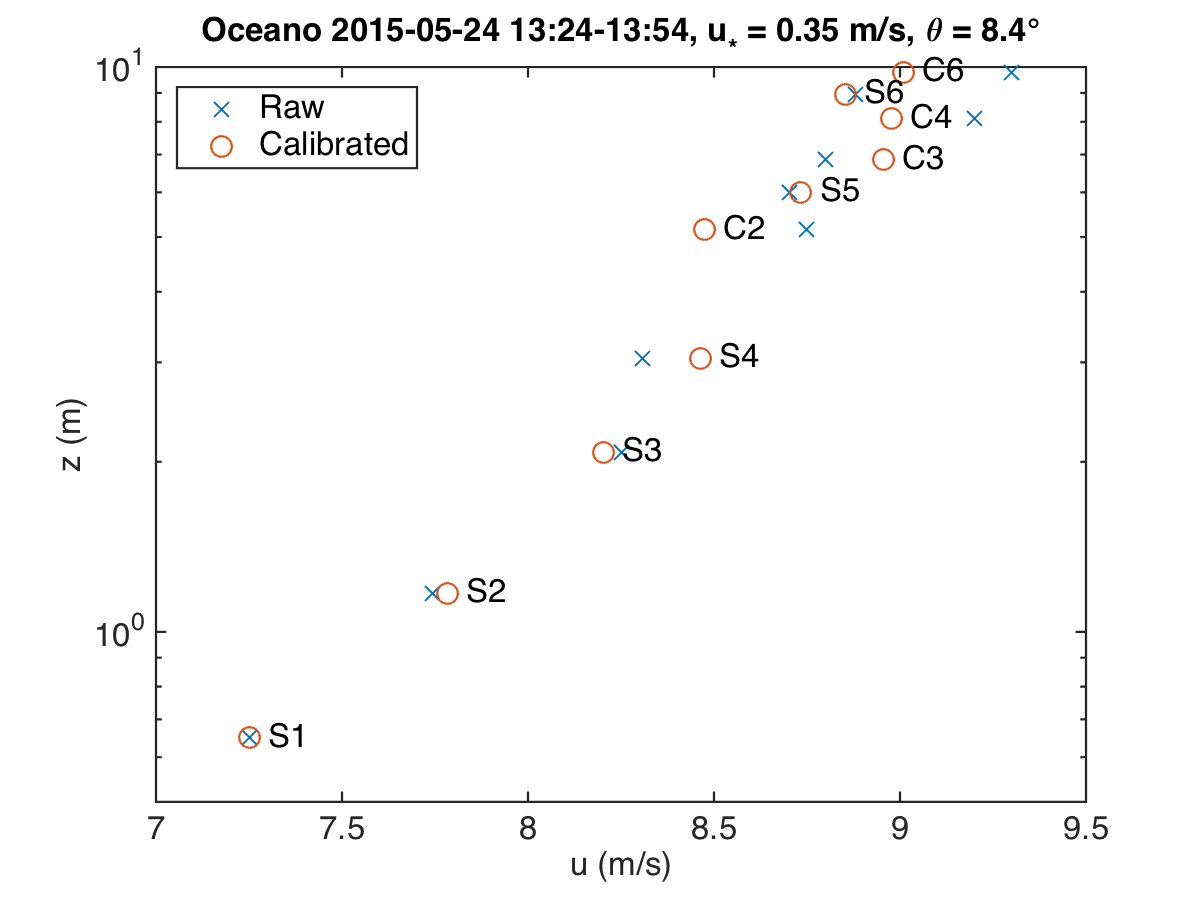 Oceano 2015-05-24 13:24-13:54, u* = 0.35 m/s, θ = 8.4°
10^1
Raw
Calibrated
C6
S6
C4
C3
S5
C2
S4
S3
S2
10^0
S1
z (m)
7 7.5 8 8.5 9 9.5
u (m/s)